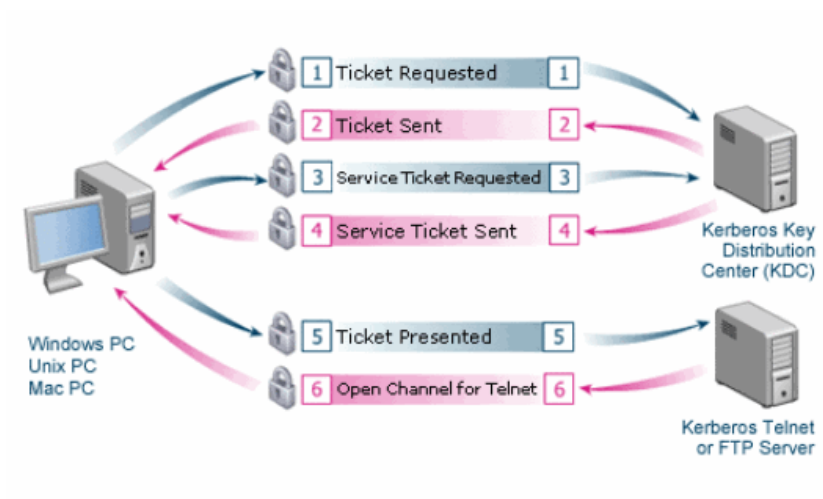 1 Ticket Requested 1
2 Ticket Sent 2
3 Service Ticket Requested 3
4 Service Ticket Sent 4
Kerberos Key
Distribution
Center (KDC)
Windows PC
Unix PC
Mac PC
5 Ticket Presented 5
6 Open Channel for Telnet 6
Kerberos Telnet
or FTP Server